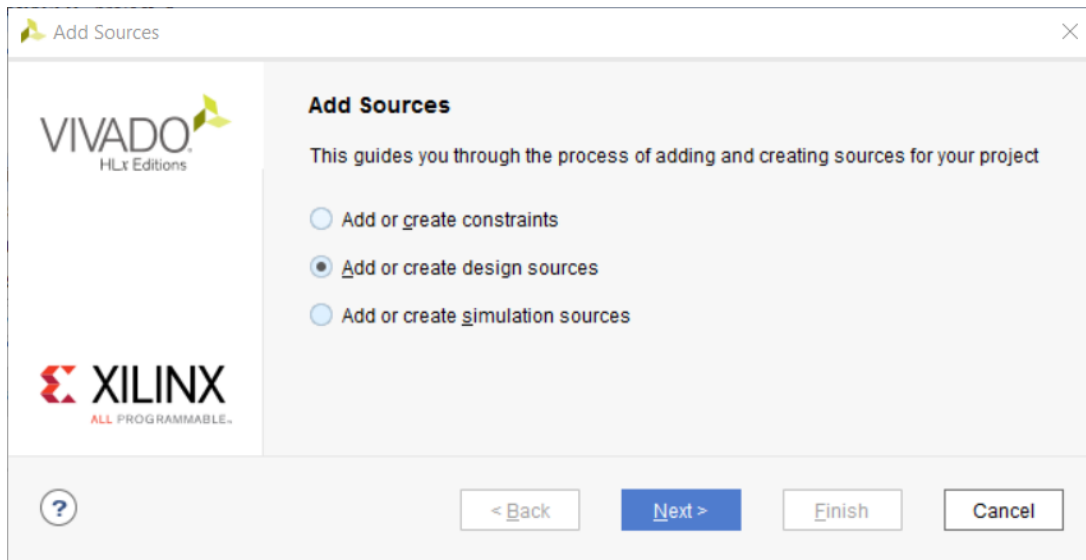 Add Sources
VIVADO
HLx Editions
Add Sources
This guides you through the process of adding and creating sources for your project
Add or create constraints
Add or create design sources
Add or create simulation sources
XILINX
ALL PROGRAMMABLE™
?
< Back
Next >
Finish
Cancel